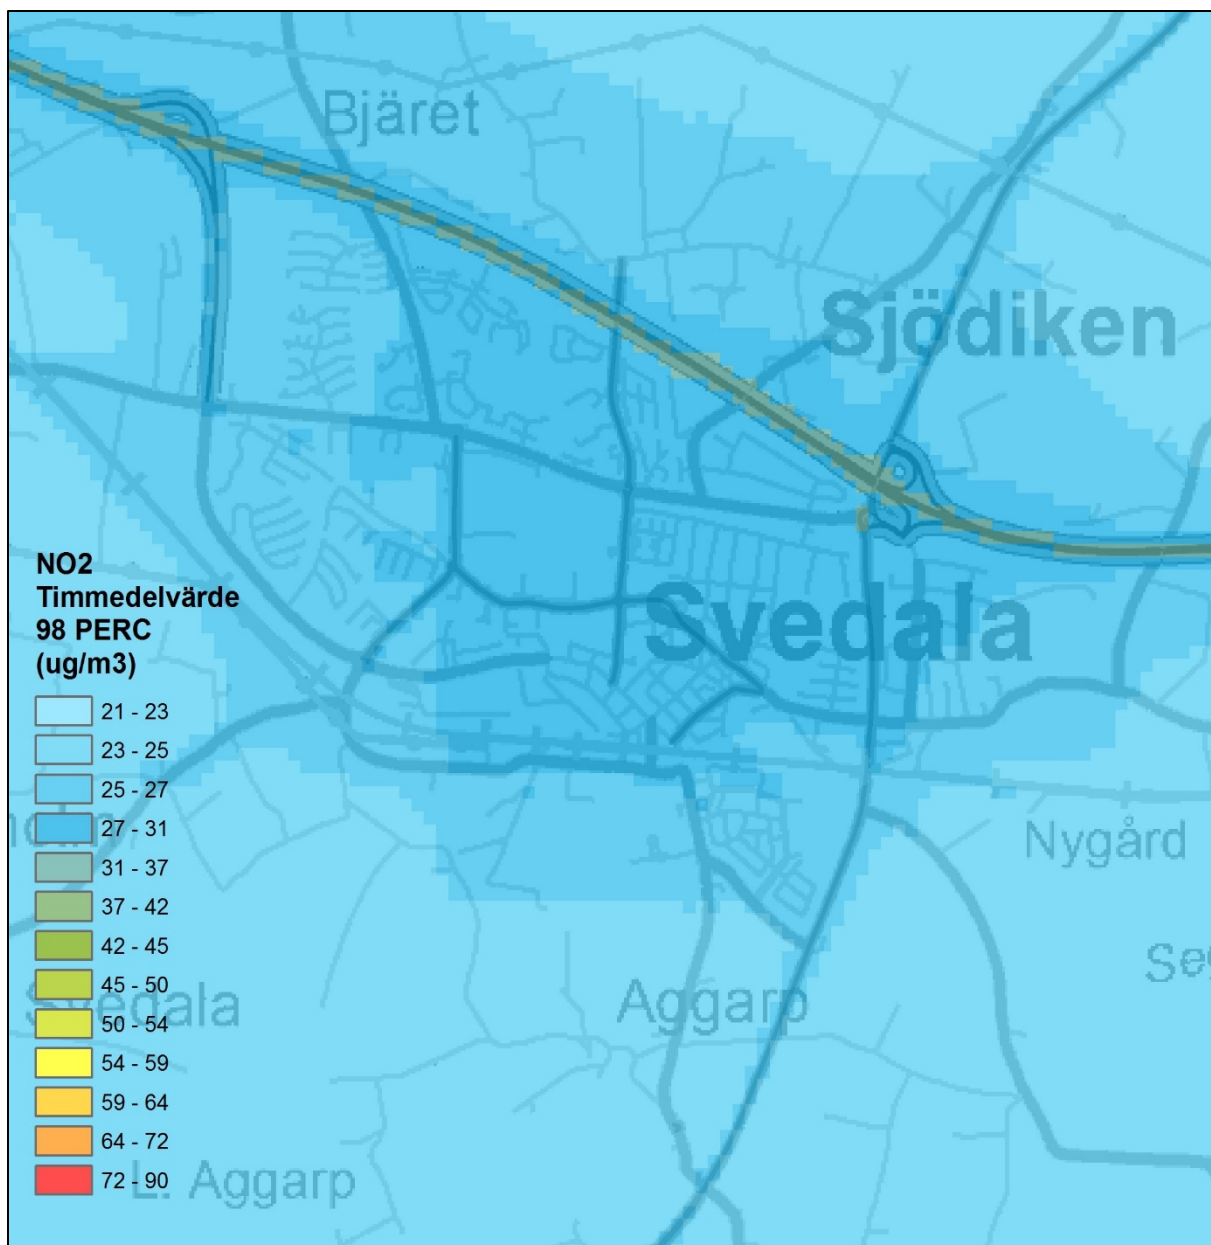 Bjäret
Sjödiken
Svedala
NO2
Timmedelvärde
98 PERC
(ug/m3)
21 - 23
23 - 25
25 - 27
27 - 31
31 - 37
37 - 42
42 - 45
45 - 50
50 - 54
54 - 59
59 - 64
64 - 72
72 - 90
Nygård
Svedala
Aggarp
L. Aggarp